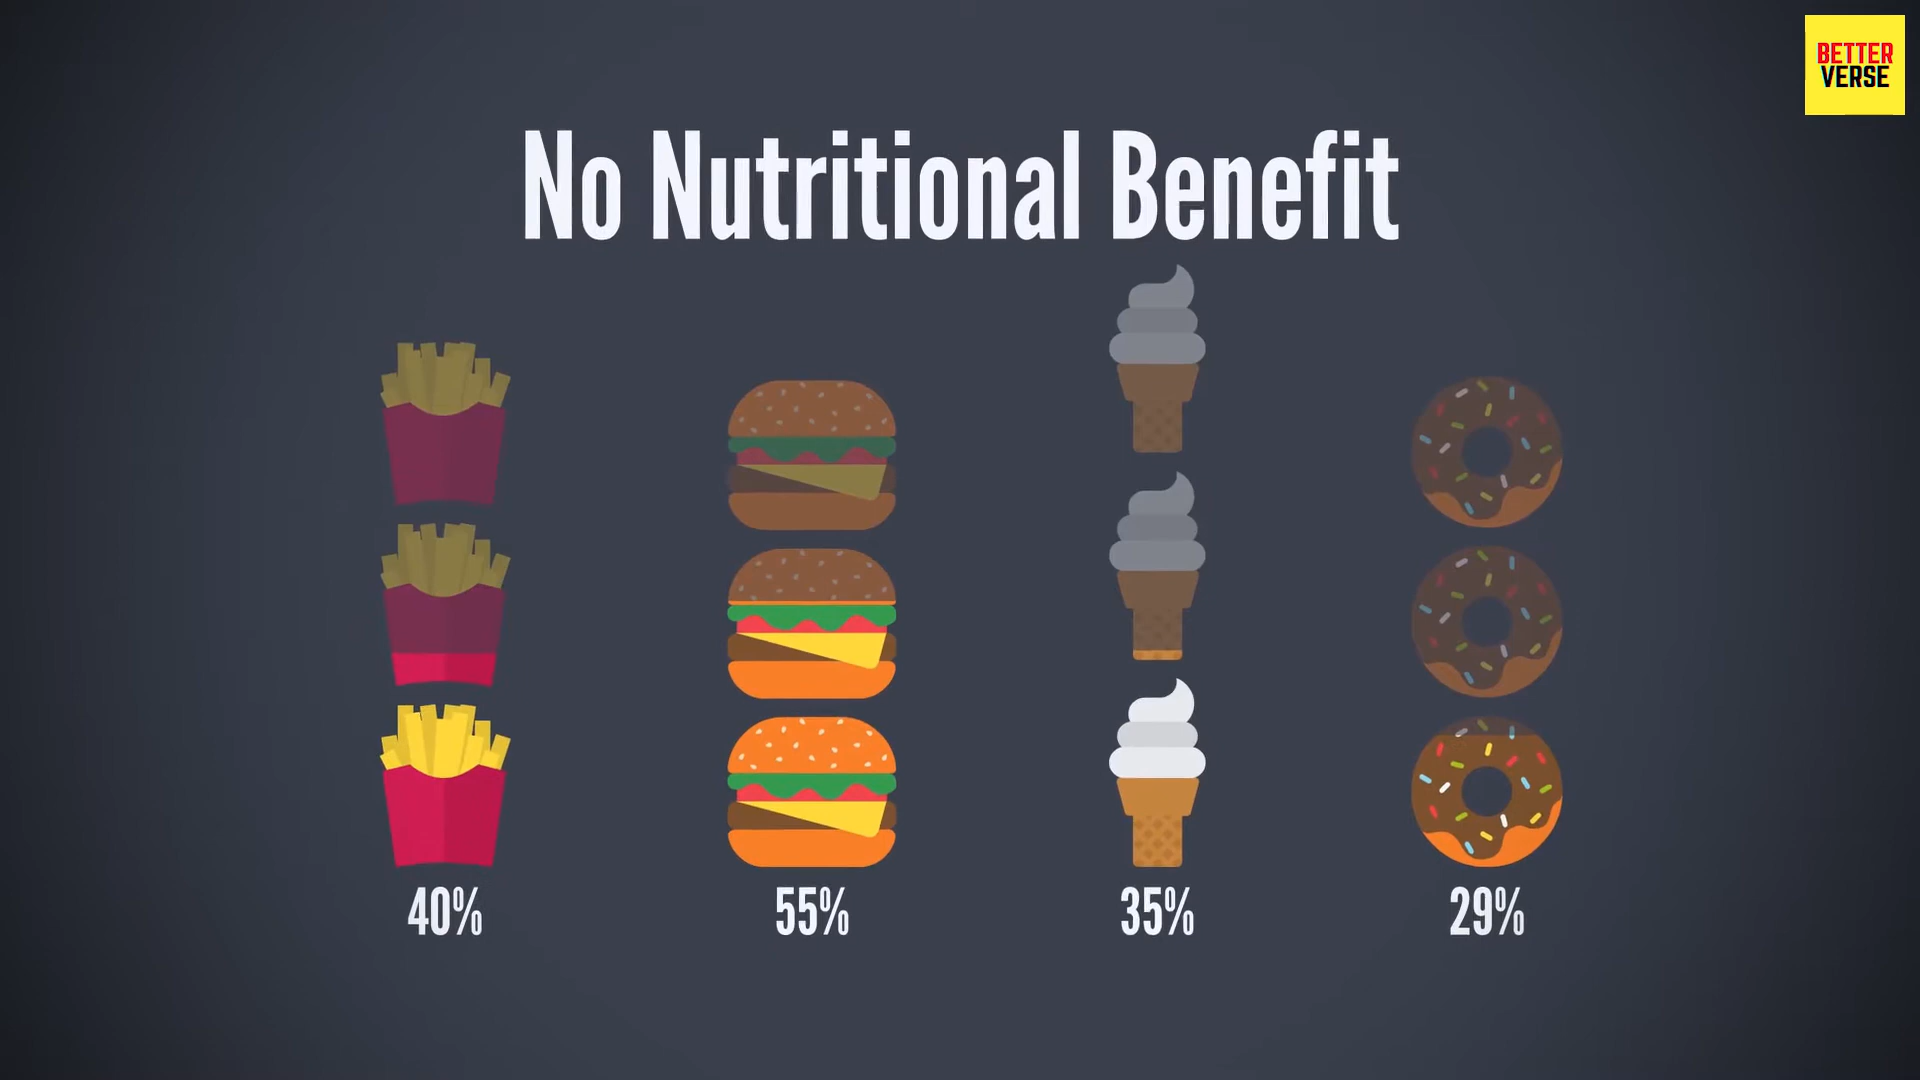 BETTER
VERSE
No Nutritional Benefit
40%
55%
35%
29%